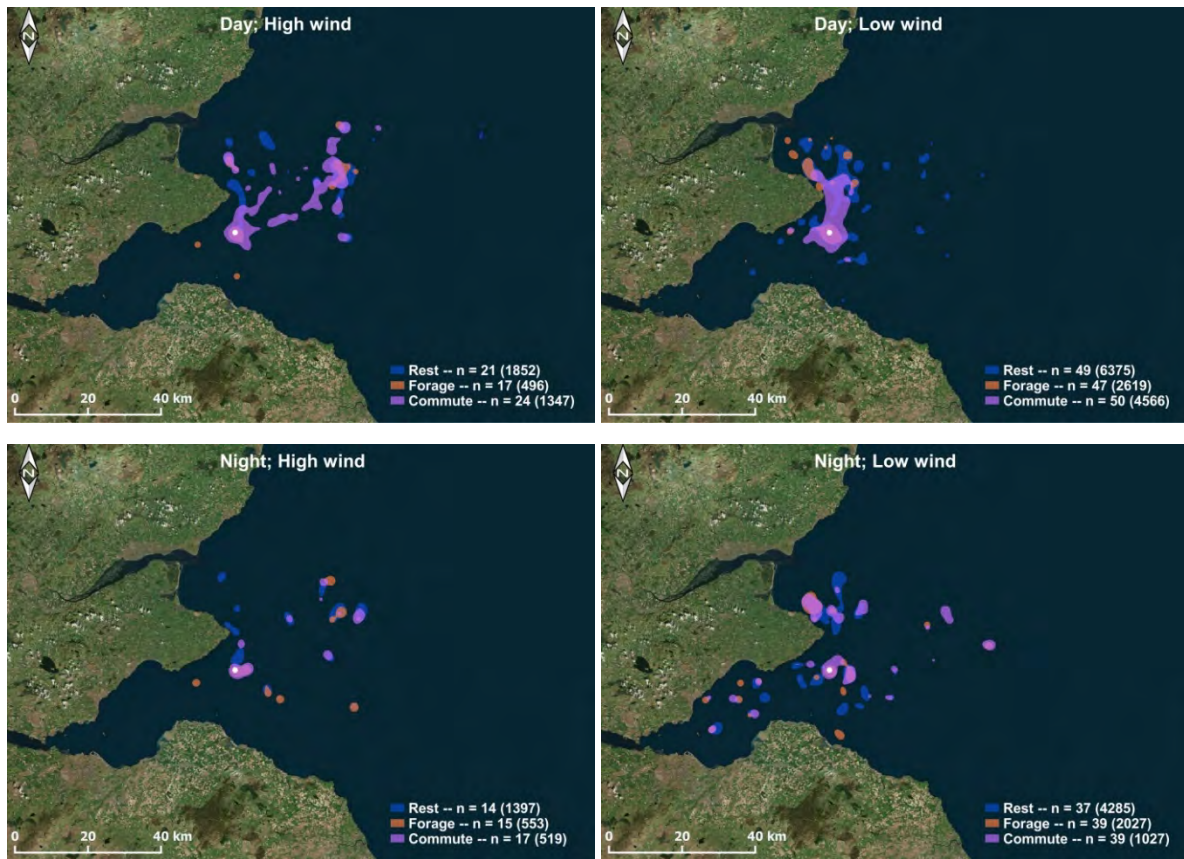 Day; High wind
N
Rest -- n = 21 (1852)
Forage -- n = 17 (496)
Commute -- n = 24 (1347)
0 20 40 km
Day; Low wind
N
Rest -- n = 49 (6375)
Forage -- n = 47 (2619)
Commute -- n = 50 (4566)
0 20 40 km
Night; High wind
N
Rest -- n = 14 (1397)
Forage -- n = 15 (553)
Commute -- n = 17 (519)
0 20 40 km
Night; Low wind
N
Rest -- n = 37 (4285)
Forage -- n = 39 (2027)
Commute -- n = 39 (1027)
0 20 40 km